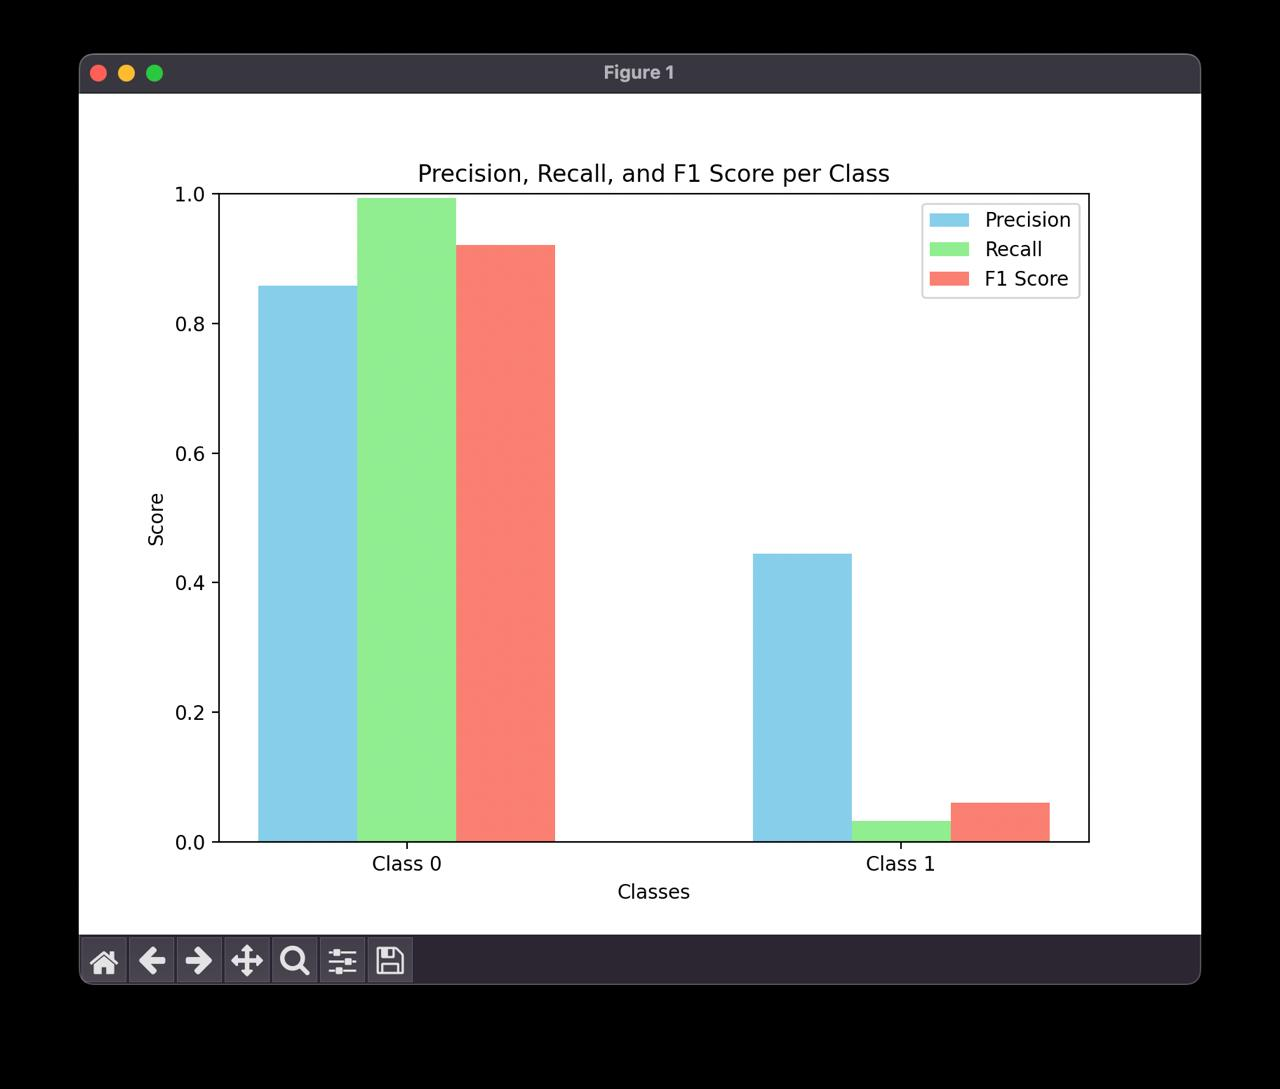 Figure 1
Precision, Recall, and F1 Score per Class
Precision
Recall
F1 Score
1.0
0.8
0.6
0.4
0.2
0.0
Score
Class 0
Class 1
Classes